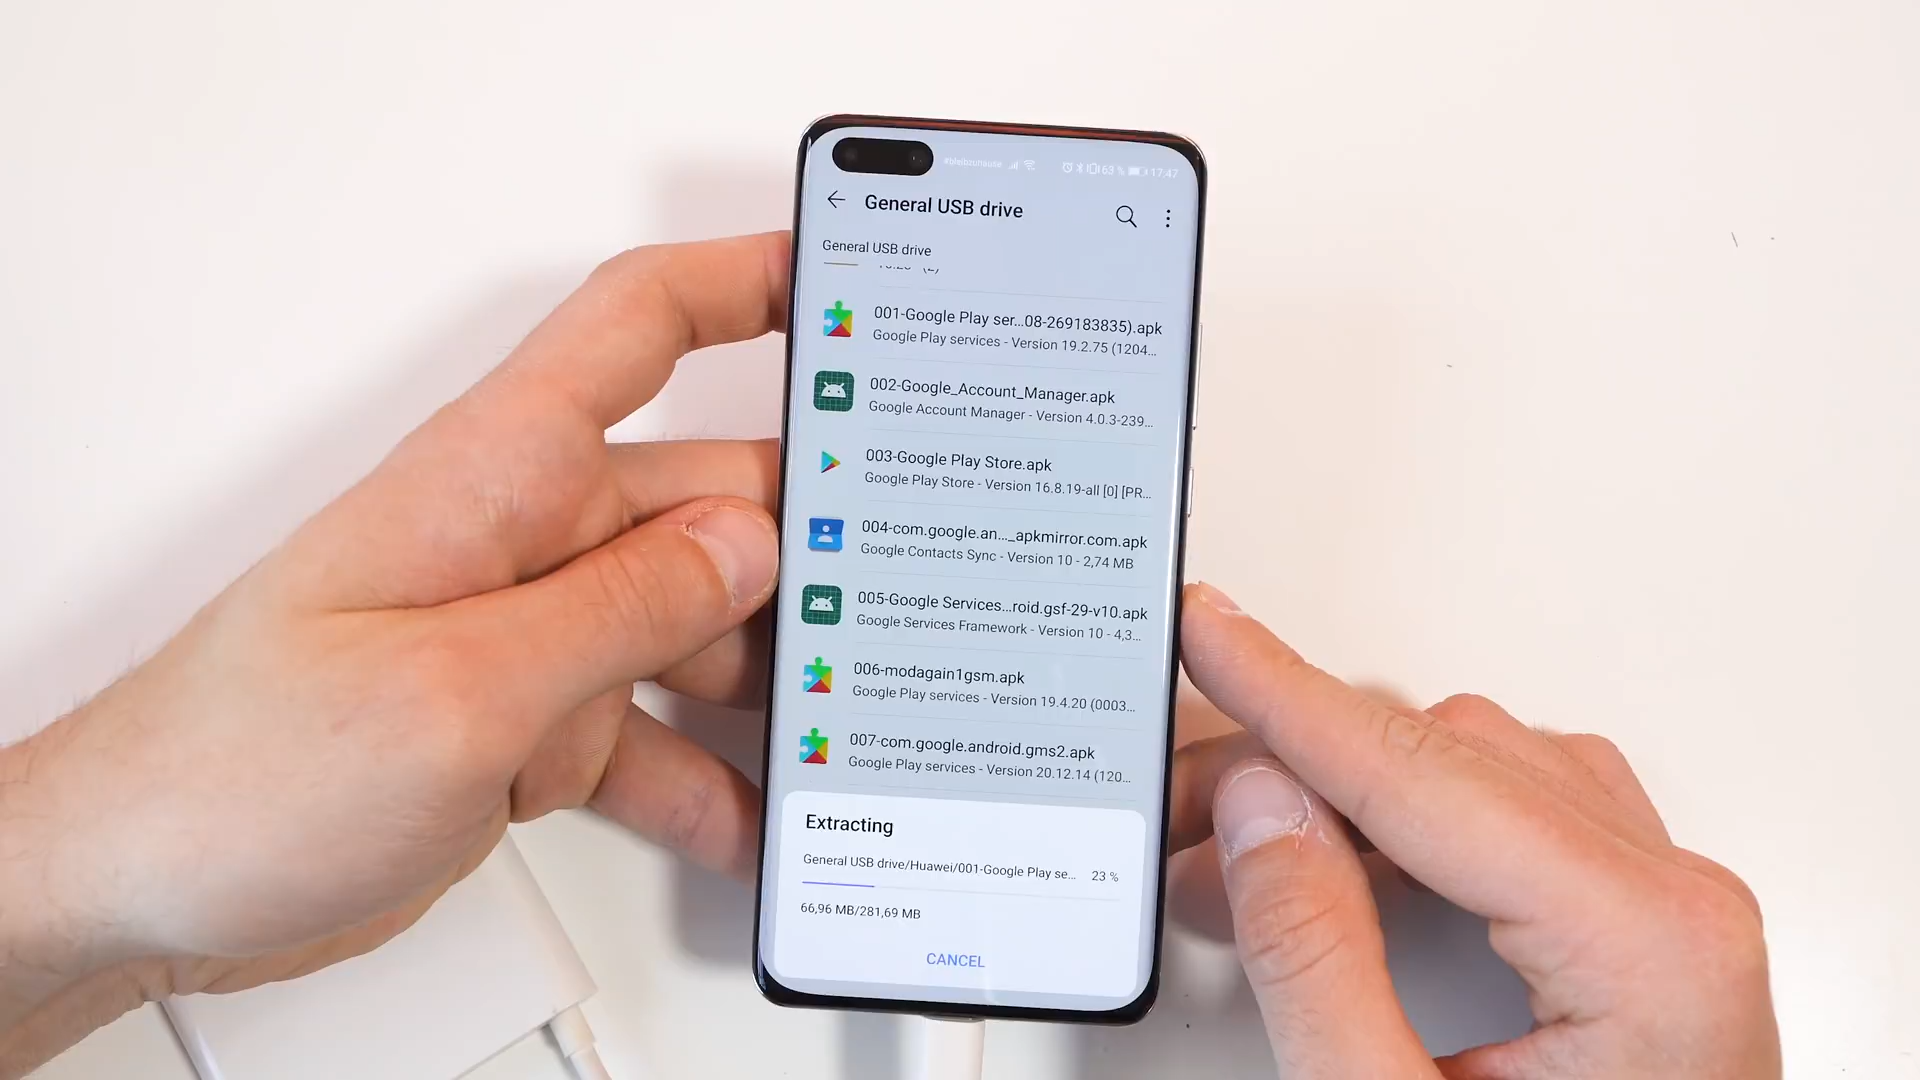 #bleibzuhause 63 % 17:47
General USB drive
General USB drive
001-Google Play ser...08-269183835).apk
Google Play services - Version 19.2.75 (1204...
002-Google_Account_Manager.apk
Google Account Manager - Version 4.0.3-239...
003-Google Play Store.apk
Google Play Store - Version 16.8.19-all [0] [PR...
004-com.google.an..._apkmirror.com.apk
Google Contacts Sync - Version 10 - 2,74 MB
005-Google Services...roid.gsf-29-v10.apk
Google Services Framework - Version 10 - 4,3...
006-modagain1gsm.apk
Google Play services - Version 19.4.20 (0003...
007-com.google.android.gms2.apk
Google Play services - Version 20.12.14 (120...
Extracting
General USB drive/Huawei/001-Google Play se... 23 %
66,96 MB/281,69 MB
CANCEL